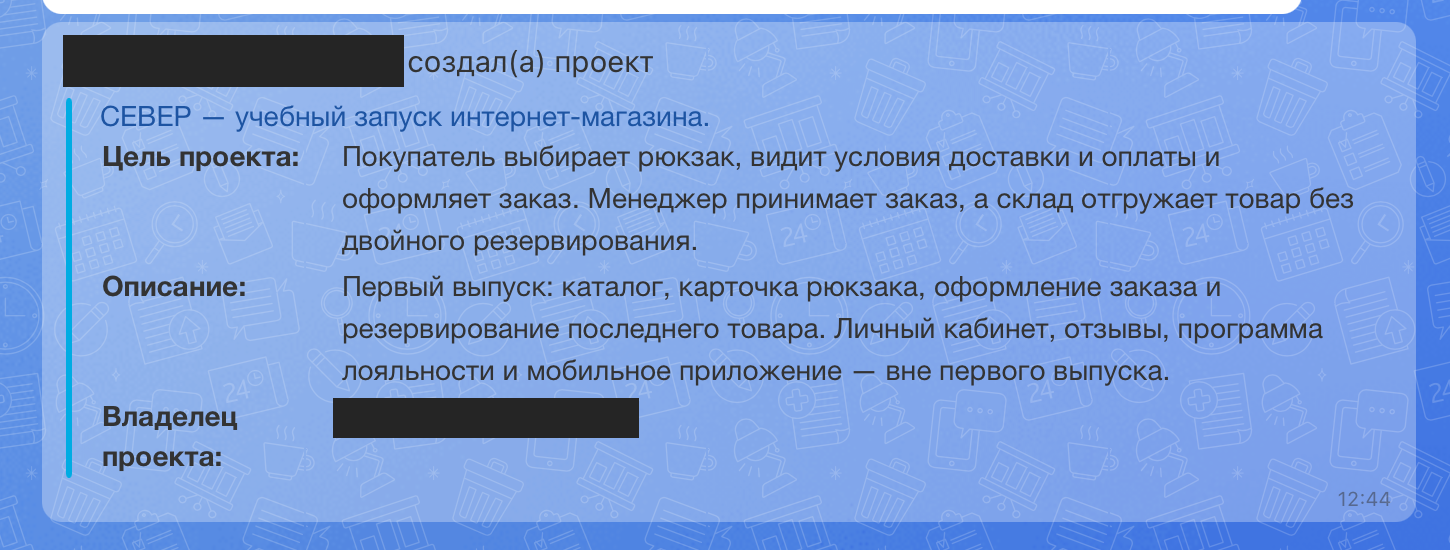 создал(а) проект
СЕВЕР — учебный запуск интернет-магазина.
Цель проекта: Покупатель выбирает рюкзак, видит условия доставки и оплаты и
оформляет заказ. Менеджер принимает заказ, а склад отгружает товар без
двойного резервирования.
Описание: Первый выпуск: каталог, карточка рюкзака, оформление заказа и
резервирование последнего товара. Личный кабинет, отзывы, программа
лояльности и мобильное приложение — вне первого выпуска.
Владелец
проекта:
12:44